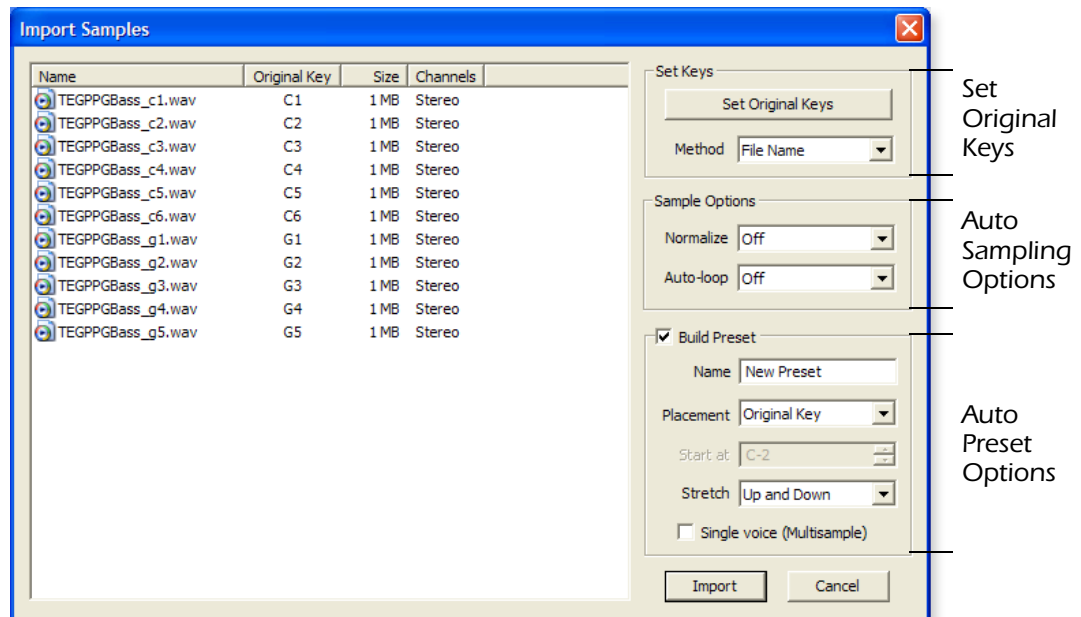 Import Samples
Name Original Key Size Channels
TEGPPGBass_c1.wav C1 1 MB Stereo
TEGPPGBass_c2.wav C2 1 MB Stereo
TEGPPGBass_c3.wav C3 1 MB Stereo
TEGPPGBass_c4.wav C4 1 MB Stereo
TEGPPGBass_c5.wav C5 1 MB Stereo
TEGPPGBass_c6.wav C6 1 MB Stereo
TEGPPGBass_g1.wav G1 1 MB Stereo
TEGPPGBass_g2.wav G2 1 MB Stereo
TEGPPGBass_g3.wav G3 1 MB Stereo
TEGPPGBass_g4.wav G4 1 MB Stereo
TEGPPGBass_g5.wav G5 1 MB Stereo
Set Keys
Set Original Keys
Method File Name
Sample Options
Normalize Off
Auto-loop Off
Build Preset
Name New Preset
Placement Original Key
Start at C-2
Stretch Up and Down
Single voice (Multisample)
Import Cancel
Set
Original
Keys
Auto
Sampling
Options
Auto
Preset
Options